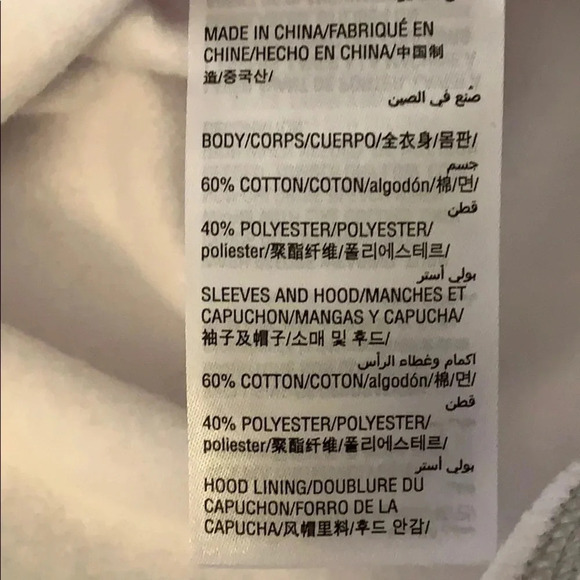 MADE IN CHINA/FABRIQUÉ EN
CHINE/HECHO EN CHINA/中国制
造/중국산/
صنع في الصين
BODY/CORPS/CUERPO/全衣身/몸판/
جسم
60% COTTON/COTON/algodón/棉/면/
قطن
40% POLYESTER/POLYESTER/
poliester/聚酯纤维/폴리에스테르/
بولي أستر
SLEEVES AND HOOD/MANCHES ET
CAPUCHON/MANGAS Y CAPUCHA/
袖子及帽子/소매 및 후드/
اكمام وغطاء الرأس
60% COTTON/COTON/algodón/棉/면/
قطن
40% POLYESTER/POLYESTER/
poliester/聚酯纤维/폴리에스테르/
بولي أستر
HOOD LINING/DOUBLURE DU
CAPUCHON/FORRO DE LA
CAPUCHA/风帽里料/후드 안감/